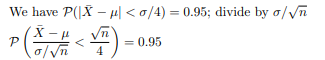 We have 𝒫(|X̄ − μ| < σ/4) = 0.95; divide by σ/√n
𝒫( (X̄ − μ)/(σ/√n) < √n/4 ) = 0.95